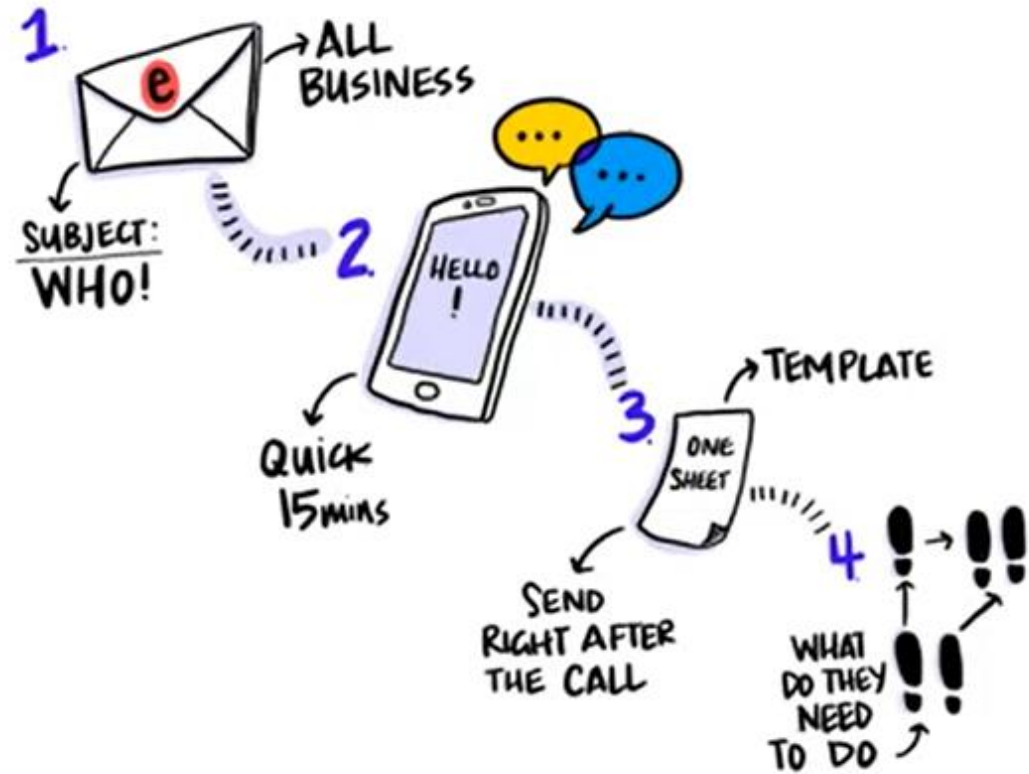 1.
e
ALL
BUSINESS
SUBJECT:
WHO!
2.
HELLO
!
QUICK
15mins
3.
TEMPLATE
ONE
SHEET
SEND
RIGHT AFTER
THE CALL
4.
WHAT
DO THEY
NEED
TO DO